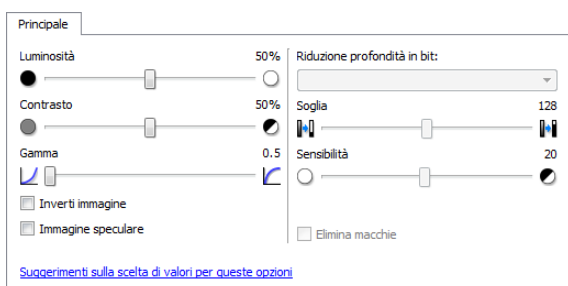 Principale
Luminosità 50%
Contrasto 50%
Gamma 0.5
Inverti immagine
Immagine speculare
Riduzione profondità in bit:
Soglia 128
Sensibilità 20
Elimina macchie
Suggerimenti sulla scelta di valori per queste opzioni